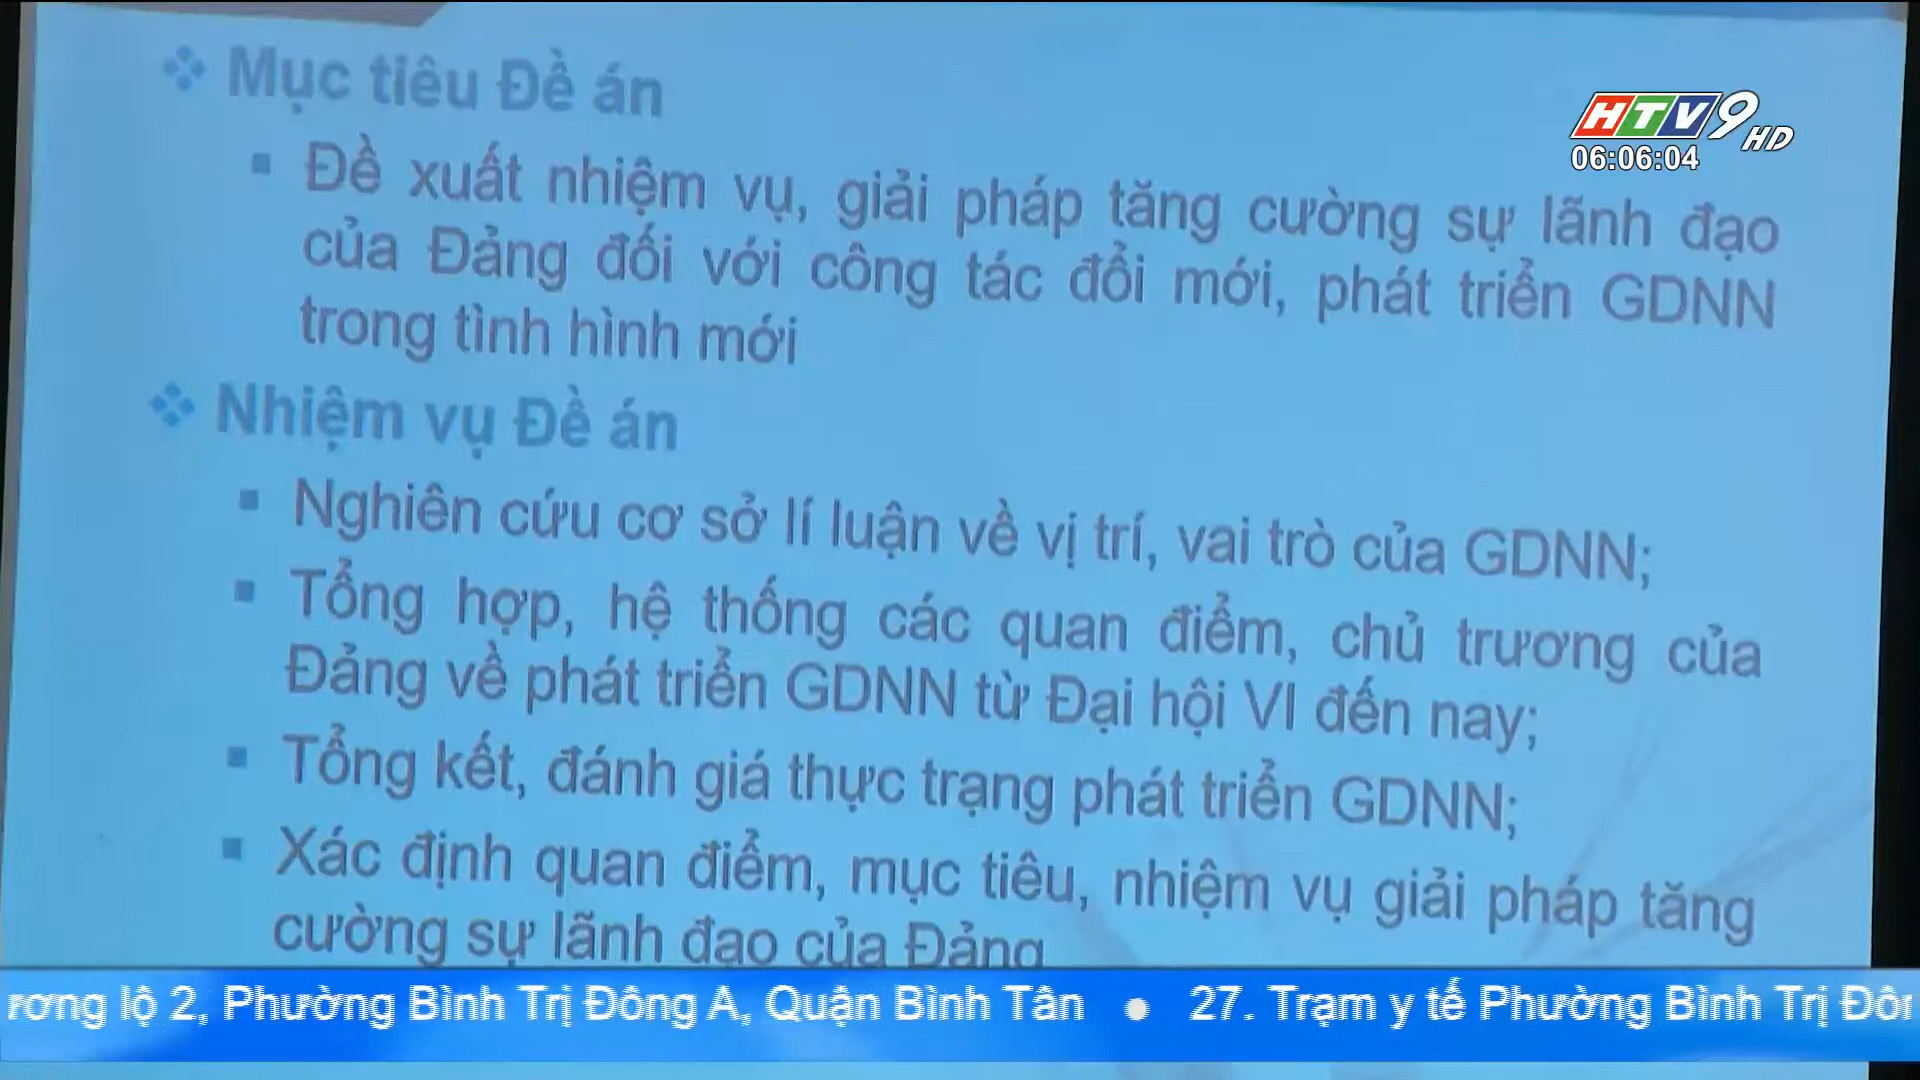 Mục tiêu Đề án
HTV9 HD
06:06:04
Đề xuất nhiệm vụ, giải pháp tăng cường sự lãnh đạo
của Đảng đối với công tác đổi mới, phát triển GDNN
trong tình hình mới
Nhiệm vụ Đề án
Nghiên cứu cơ sở lí luận về vị trí, vai trò của GDNN;
Tổng hợp, hệ thống các quan điểm, chủ trương của
Đảng về phát triển GDNN từ Đại hội VI đến nay;
Tổng kết, đánh giá thực trạng phát triển GDNN;
Xác định quan điểm, mục tiêu, nhiệm vụ giải pháp tăng
cường sự lãnh đạo của Đảng
ương lộ 2, Phường Bình Trị Đông A, Quận Bình Tân ● 27. Trạm y tế Phường Bình Trị